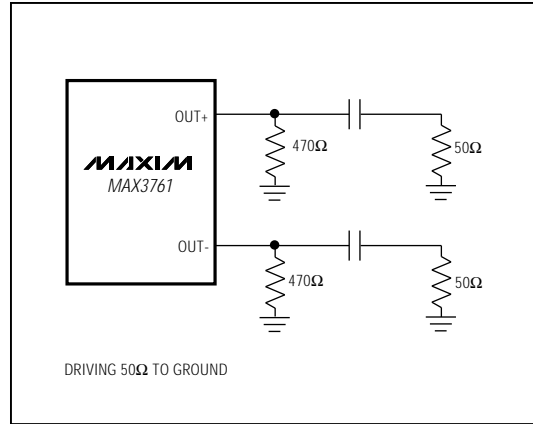 OUT+
470Ω
50Ω
MAXIM
MAX3761
OUT-
470Ω
50Ω
DRIVING 50Ω TO GROUND